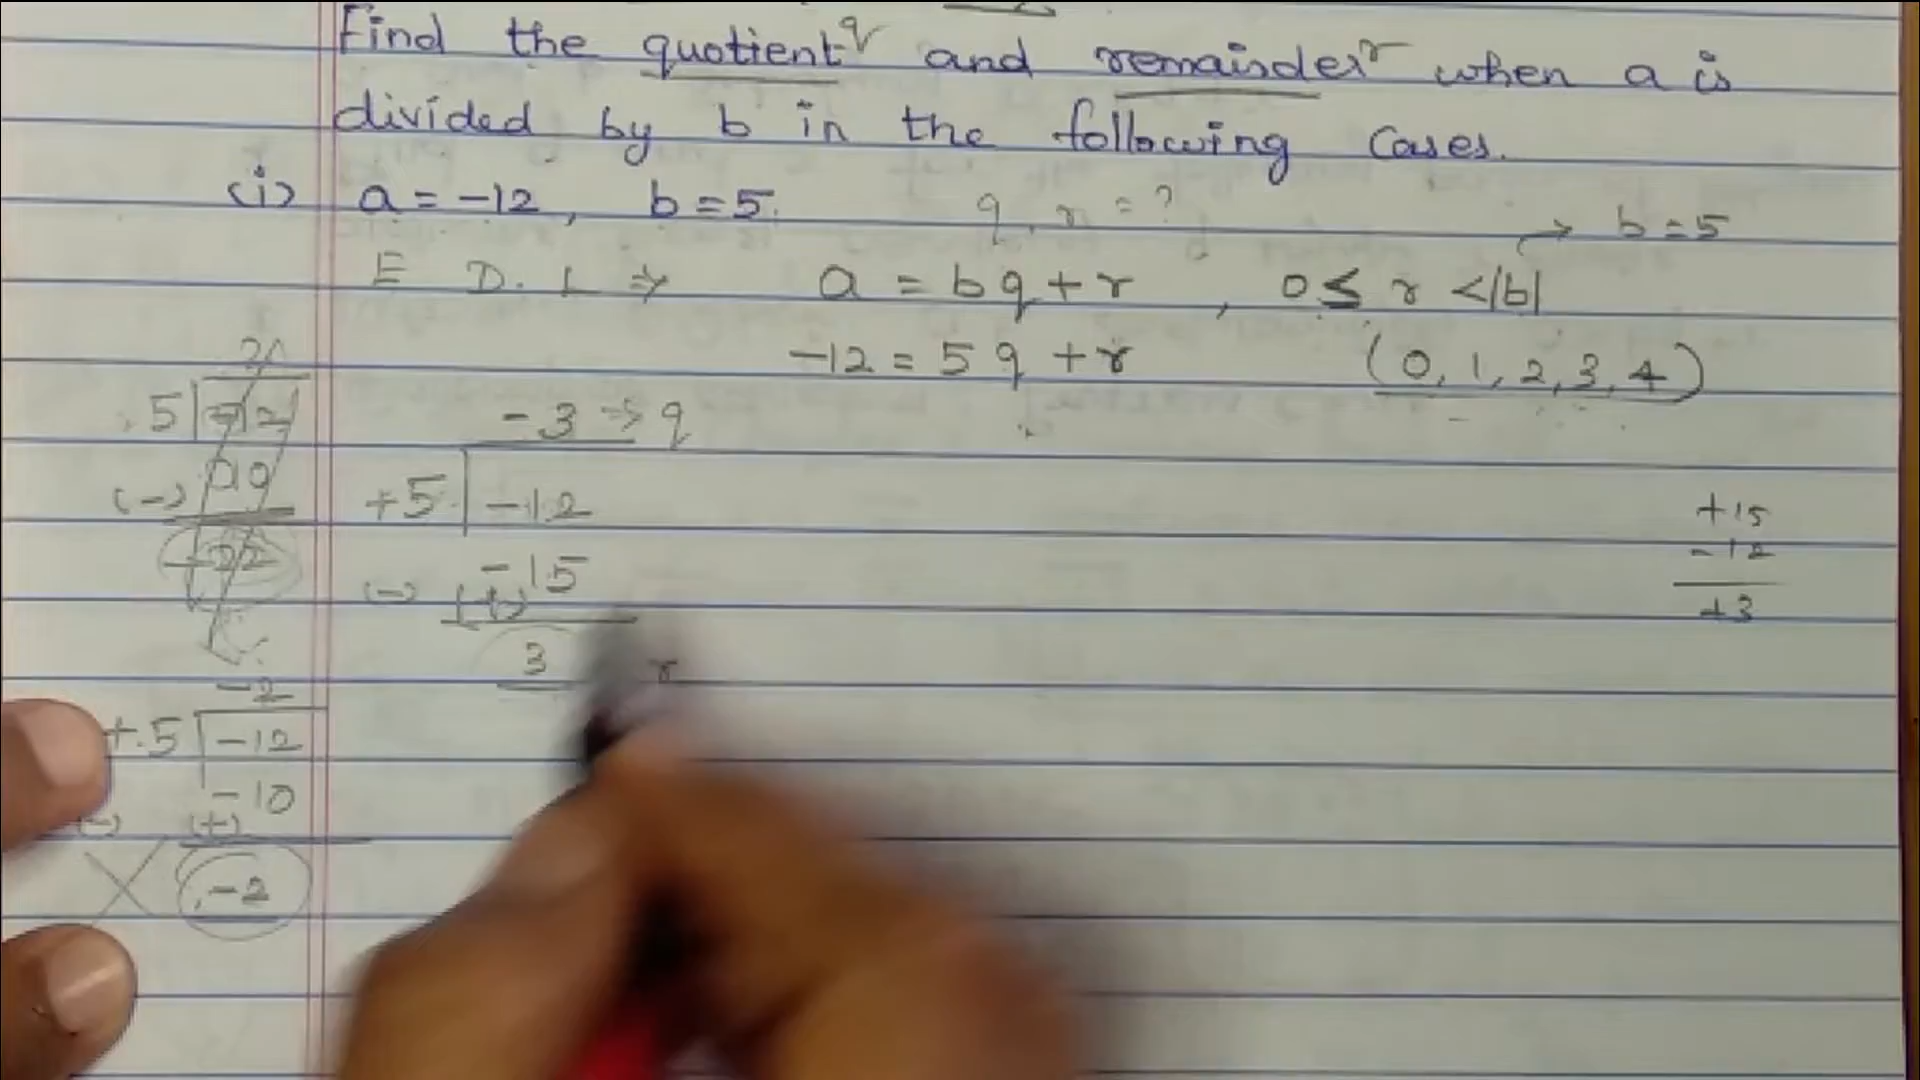 Find the quotient q and remainder r when a is
divided by b in the following cases.
(i) a = -12, b = 5. q, r = ?
→ b = 5
E D. L ⇒ a = bq + r , 0 ≤ r < |b|
-12 = 5q + r (0, 1, 2, 3, 4)
5
(-)
-3 → q
+5 -12
-15
(-) (+)
3 r
+15
-12
+3
-2
+5 -12
-10
(-) (+)
-2